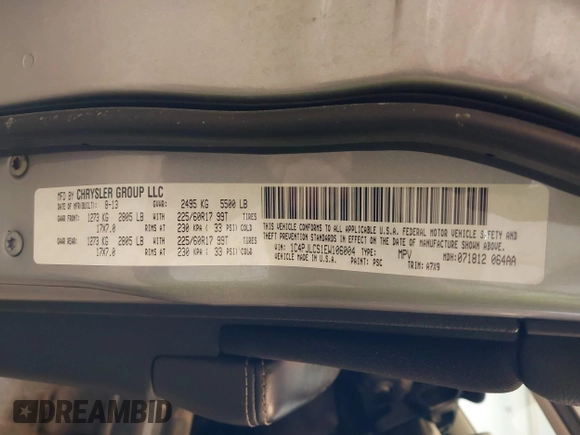 MFD BY CHRYSLER GROUP LLC
DATE OF MFR(BUILT): 8-13 GVWR: 2495 KG 5500 LB
GAWR FRONT: 1273 KG 2805 LB WITH 225/60R17 99T TIRES
17X7.0 RIMS AT 230 KPA ( 33 PSI) COLD
GAWR REAR: 1273 KG 2805 LB WITH 225/60R17 99T TIRES
17X7.0 RIMS AT 230 KPA ( 33 PSI) COLD
THIS VEHICLE CONFORMS TO ALL APPLICABLE U.S.A. FEDERAL MOTOR VEHICLE SAFETY AND
THEFT PREVENTION STANDARDS IN EFFECT ON THE DATE OF MANUFACTURE SHOWN ABOVE.
VIN: 1C4PJLCS1EW106004 TYPE: MPV MDH: 071812 064AA
VEHICLE MADE IN U.S.A. PAINT: PSC TRIM: A7X9
DREAMBID